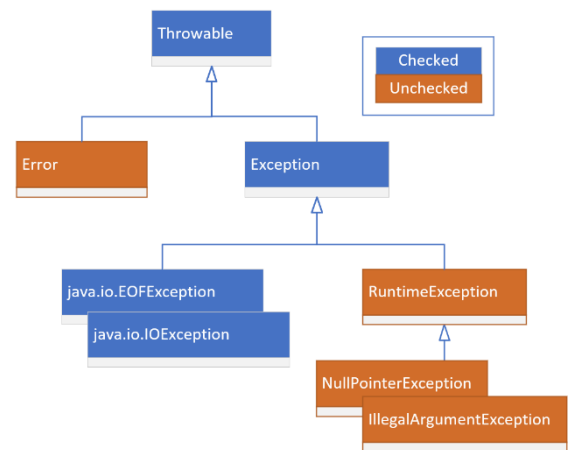 Throwable
Checked
Unchecked
Error
Exception
java.io.EOFException
java.io.IOException
RuntimeException
NullPointerException
IllegalArgumentException